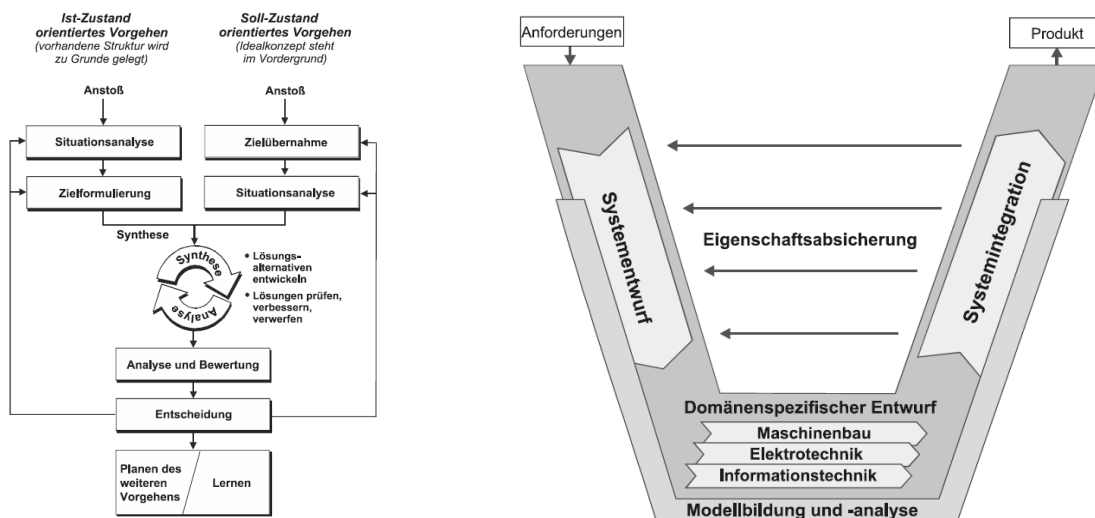 Ist-Zustand
orientiertes Vorgehen
(vorhandene Struktur wird
zu Grunde gelegt)
Soll-Zustand
orientiertes Vorgehen
(Idealkonzept steht
im Vordergrund)
Anstoß
Anstoß
Situationsanalyse
Zielübernahme
Zielformulierung
Situationsanalyse
Synthese
Synthese
Analyse
• Lösungs-
alternativen
entwickeln
• Lösungen prüfen,
verbessern,
verwerfen
Analyse und Bewertung
Entscheidung
Planen des
weiteren
Vorgehens
Lernen
Anforderungen
Produkt
Systementwurf
Eigenschaftsabsicherung
Systemintegration
Domänenspezifischer Entwurf
Maschinenbau
Elektrotechnik
Informationstechnik
Modellbildung und -analyse